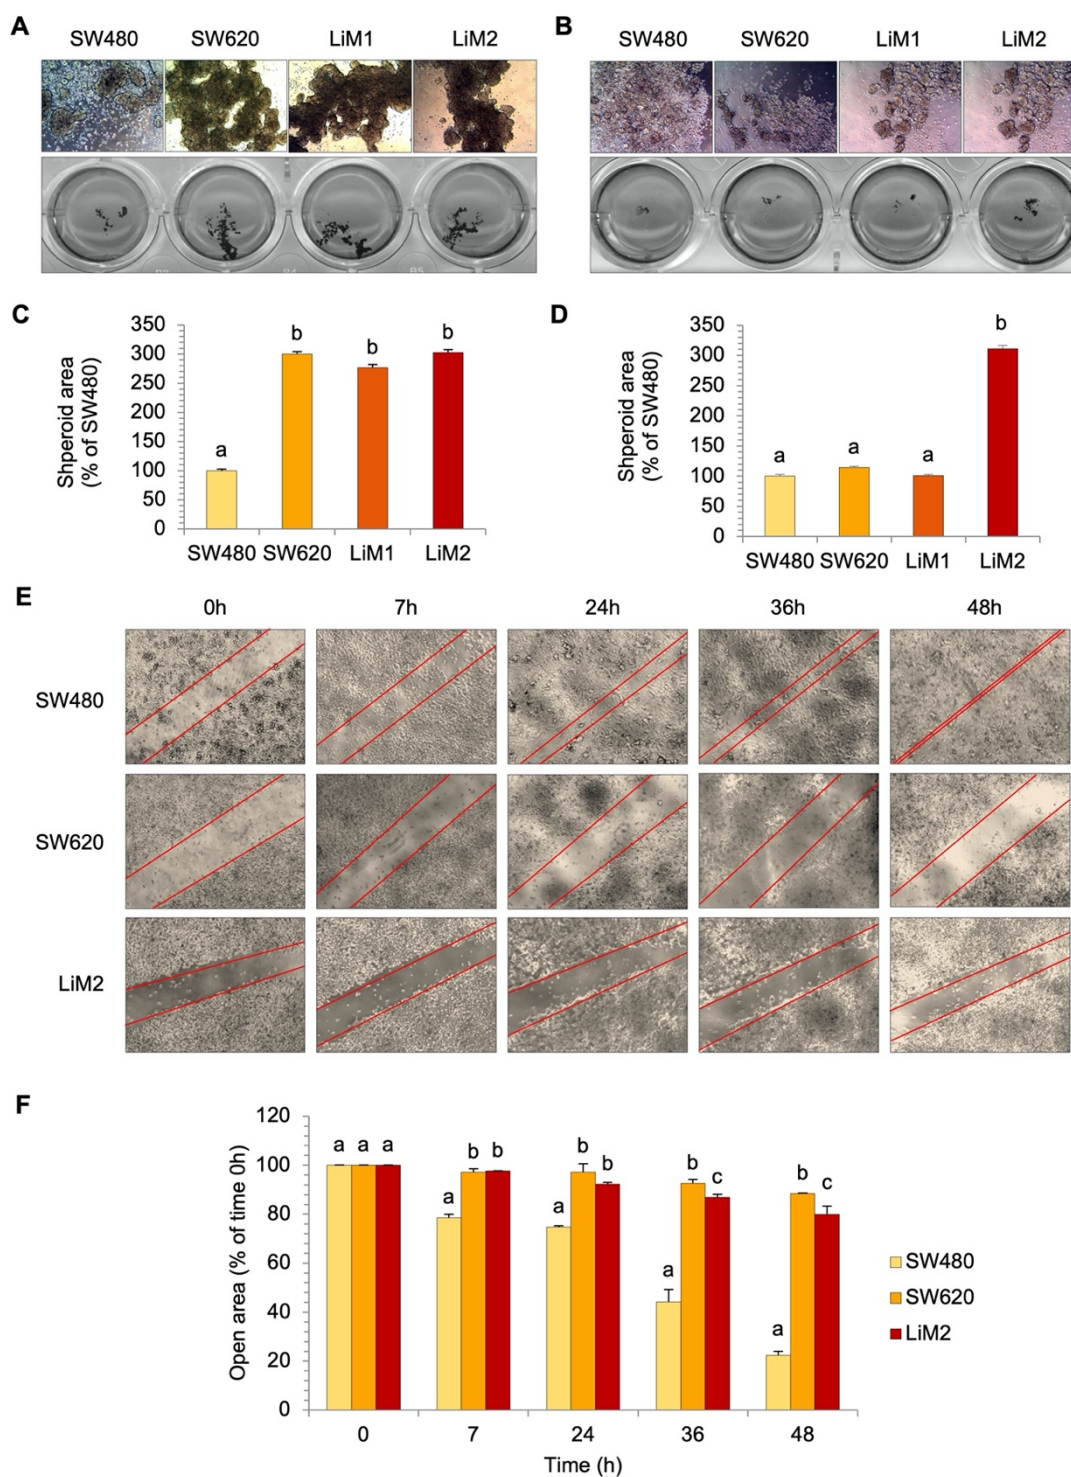 A
SW480 SW620 LiM1 LiM2
B
SW480 SW620 LiM1 LiM2
C
Shperoid area
(% of SW480)
350
300
250
200
150
100
50
0
a b b b
SW480 SW620 LiM1 LiM2
D
Shperoid area
(% of SW480)
350
300
250
200
150
100
50
0
a a a b
SW480 SW620 LiM1 LiM2
E
0h 7h 24h 36h 48h
SW480
SW620
LiM2
F
Open area (% of time 0h)
120
100
80
60
40
20
0
a a a
a b b
a b b
a b c
a b c
0 7 24 36 48
Time (h)
SW480
SW620
LiM2